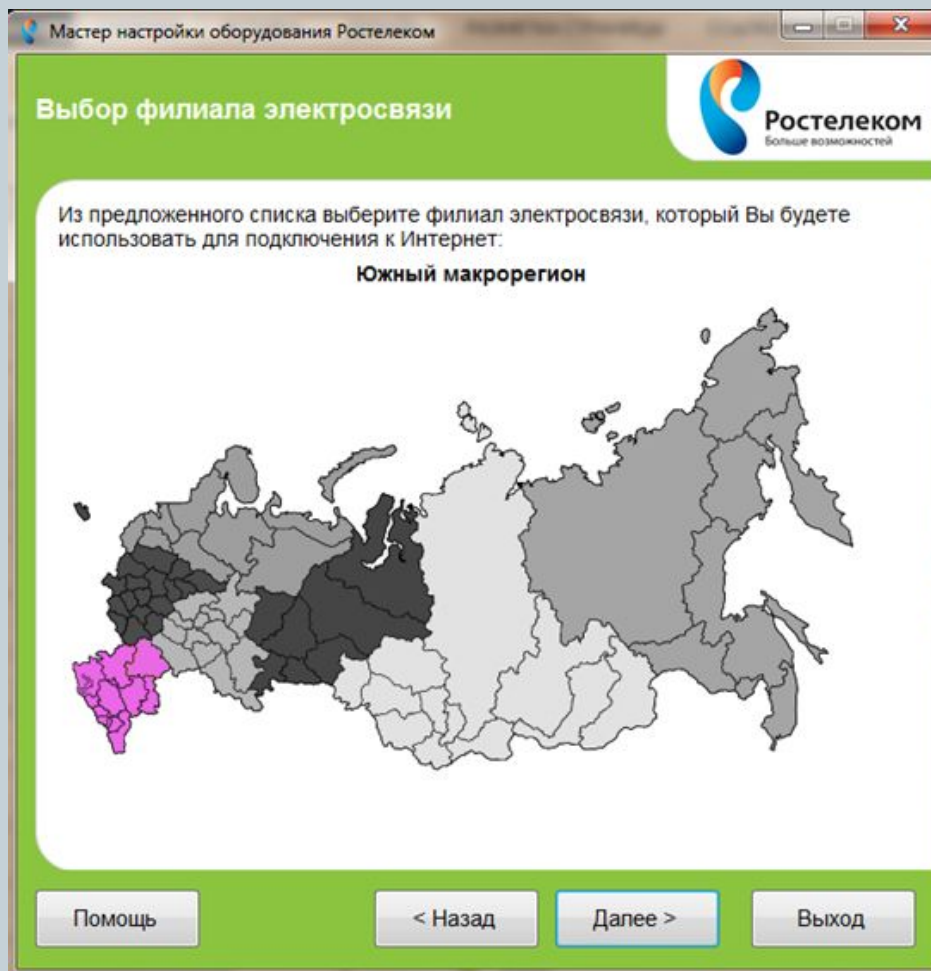 Мастер настройки оборудования Ростелеком
Выбор филиала электросвязи
Ростелеком
Больше возможностей
Из предложенного списка выберите филиал электросвязи, который Вы будете
использовать для подключения к Интернет:
Южный макрорегион
Помощь
< Назад
Далее >
Выход